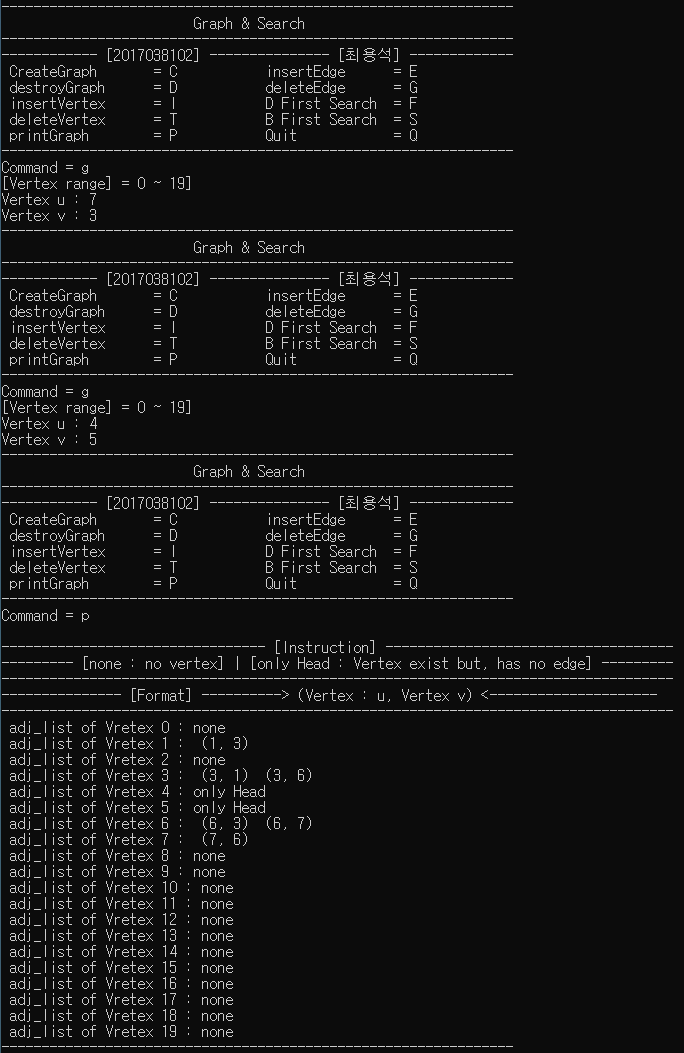 ----------------------------------------------------------------
                        Graph & Search
----------------------------------------------------------------
------------ [2017038102] --------------- [최용석] -------------
 CreateGraph       = C           insertEdge      = E
 destroyGraph      = D           deleteEdge      = G
 insertVertex      = I           D First Search  = F
 deleteVertex      = T           B First Search  = S
 printGraph        = P           Quit            = Q
----------------------------------------------------------------
Command = g
[Vertex range] = 0 ~ 19]
Vertex u : 7
Vertex v : 3
----------------------------------------------------------------
                        Graph & Search
----------------------------------------------------------------
------------ [2017038102] --------------- [최용석] -------------
 CreateGraph       = C           insertEdge      = E
 destroyGraph      = D           deleteEdge      = G
 insertVertex      = I           D First Search  = F
 deleteVertex      = T           B First Search  = S
 printGraph        = P           Quit            = Q
----------------------------------------------------------------
Command = g
[Vertex range] = 0 ~ 19]
Vertex u : 4
Vertex v : 5
----------------------------------------------------------------
                        Graph & Search
----------------------------------------------------------------
------------ [2017038102] --------------- [최용석] -------------
 CreateGraph       = C           insertEdge      = E
 destroyGraph      = D           deleteEdge      = G
 insertVertex      = I           D First Search  = F
 deleteVertex      = T           B First Search  = S
 printGraph        = P           Quit            = Q
----------------------------------------------------------------
Command = p
--------------------------------- [Instruction] ------------------------------------
--------- [none : no vertex] | [only Head : Vertex exist but, has no edge] ---------
------------------------------------------------------------------------------------
--------------- [Format] ----------> (Vertex : u, Vertex v) <---------------------
------------------------------------------------------------------------------------
 adj_list of Vretex 0 : none
 adj_list of Vretex 1 :  (1, 3)
 adj_list of Vretex 2 : none
 adj_list of Vretex 3 :  (3, 1)  (3, 6)
 adj_list of Vretex 4 : only Head
 adj_list of Vretex 5 : only Head
 adj_list of Vretex 6 :  (6, 3)  (6, 7)
 adj_list of Vretex 7 :  (7, 6)
 adj_list of Vretex 8 : none
 adj_list of Vretex 9 : none
 adj_list of Vretex 10 : none
 adj_list of Vretex 11 : none
 adj_list of Vretex 12 : none
 adj_list of Vretex 13 : none
 adj_list of Vretex 14 : none
 adj_list of Vretex 15 : none
 adj_list of Vretex 16 : none
 adj_list of Vretex 17 : none
 adj_list of Vretex 18 : none
 adj_list of Vretex 19 : none
----------------------------------------------------------------